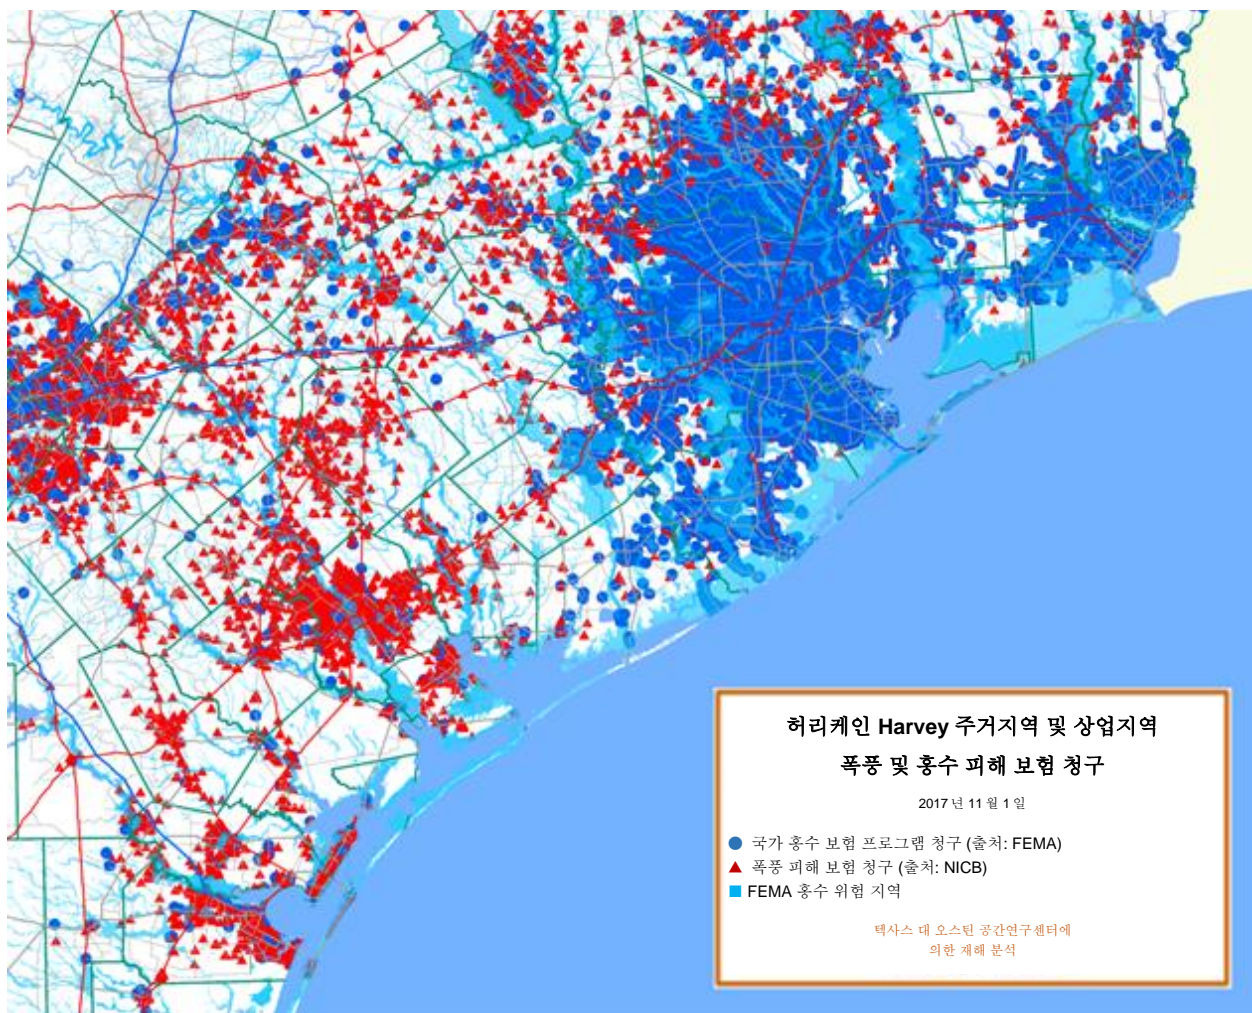 허리케인 Harvey 주거지역 및 상업지역
폭풍 및 홍수 피해 보험 청구
2017 년 11 월 1 일
국가 홍수 보험 프로그램 청구 (출처: FEMA)
폭풍 피해 보험 청구 (출처: NICB)
FEMA 홍수 위험 지역
텍사스 대 오스틴 공간연구센터에
의한 재해 분석